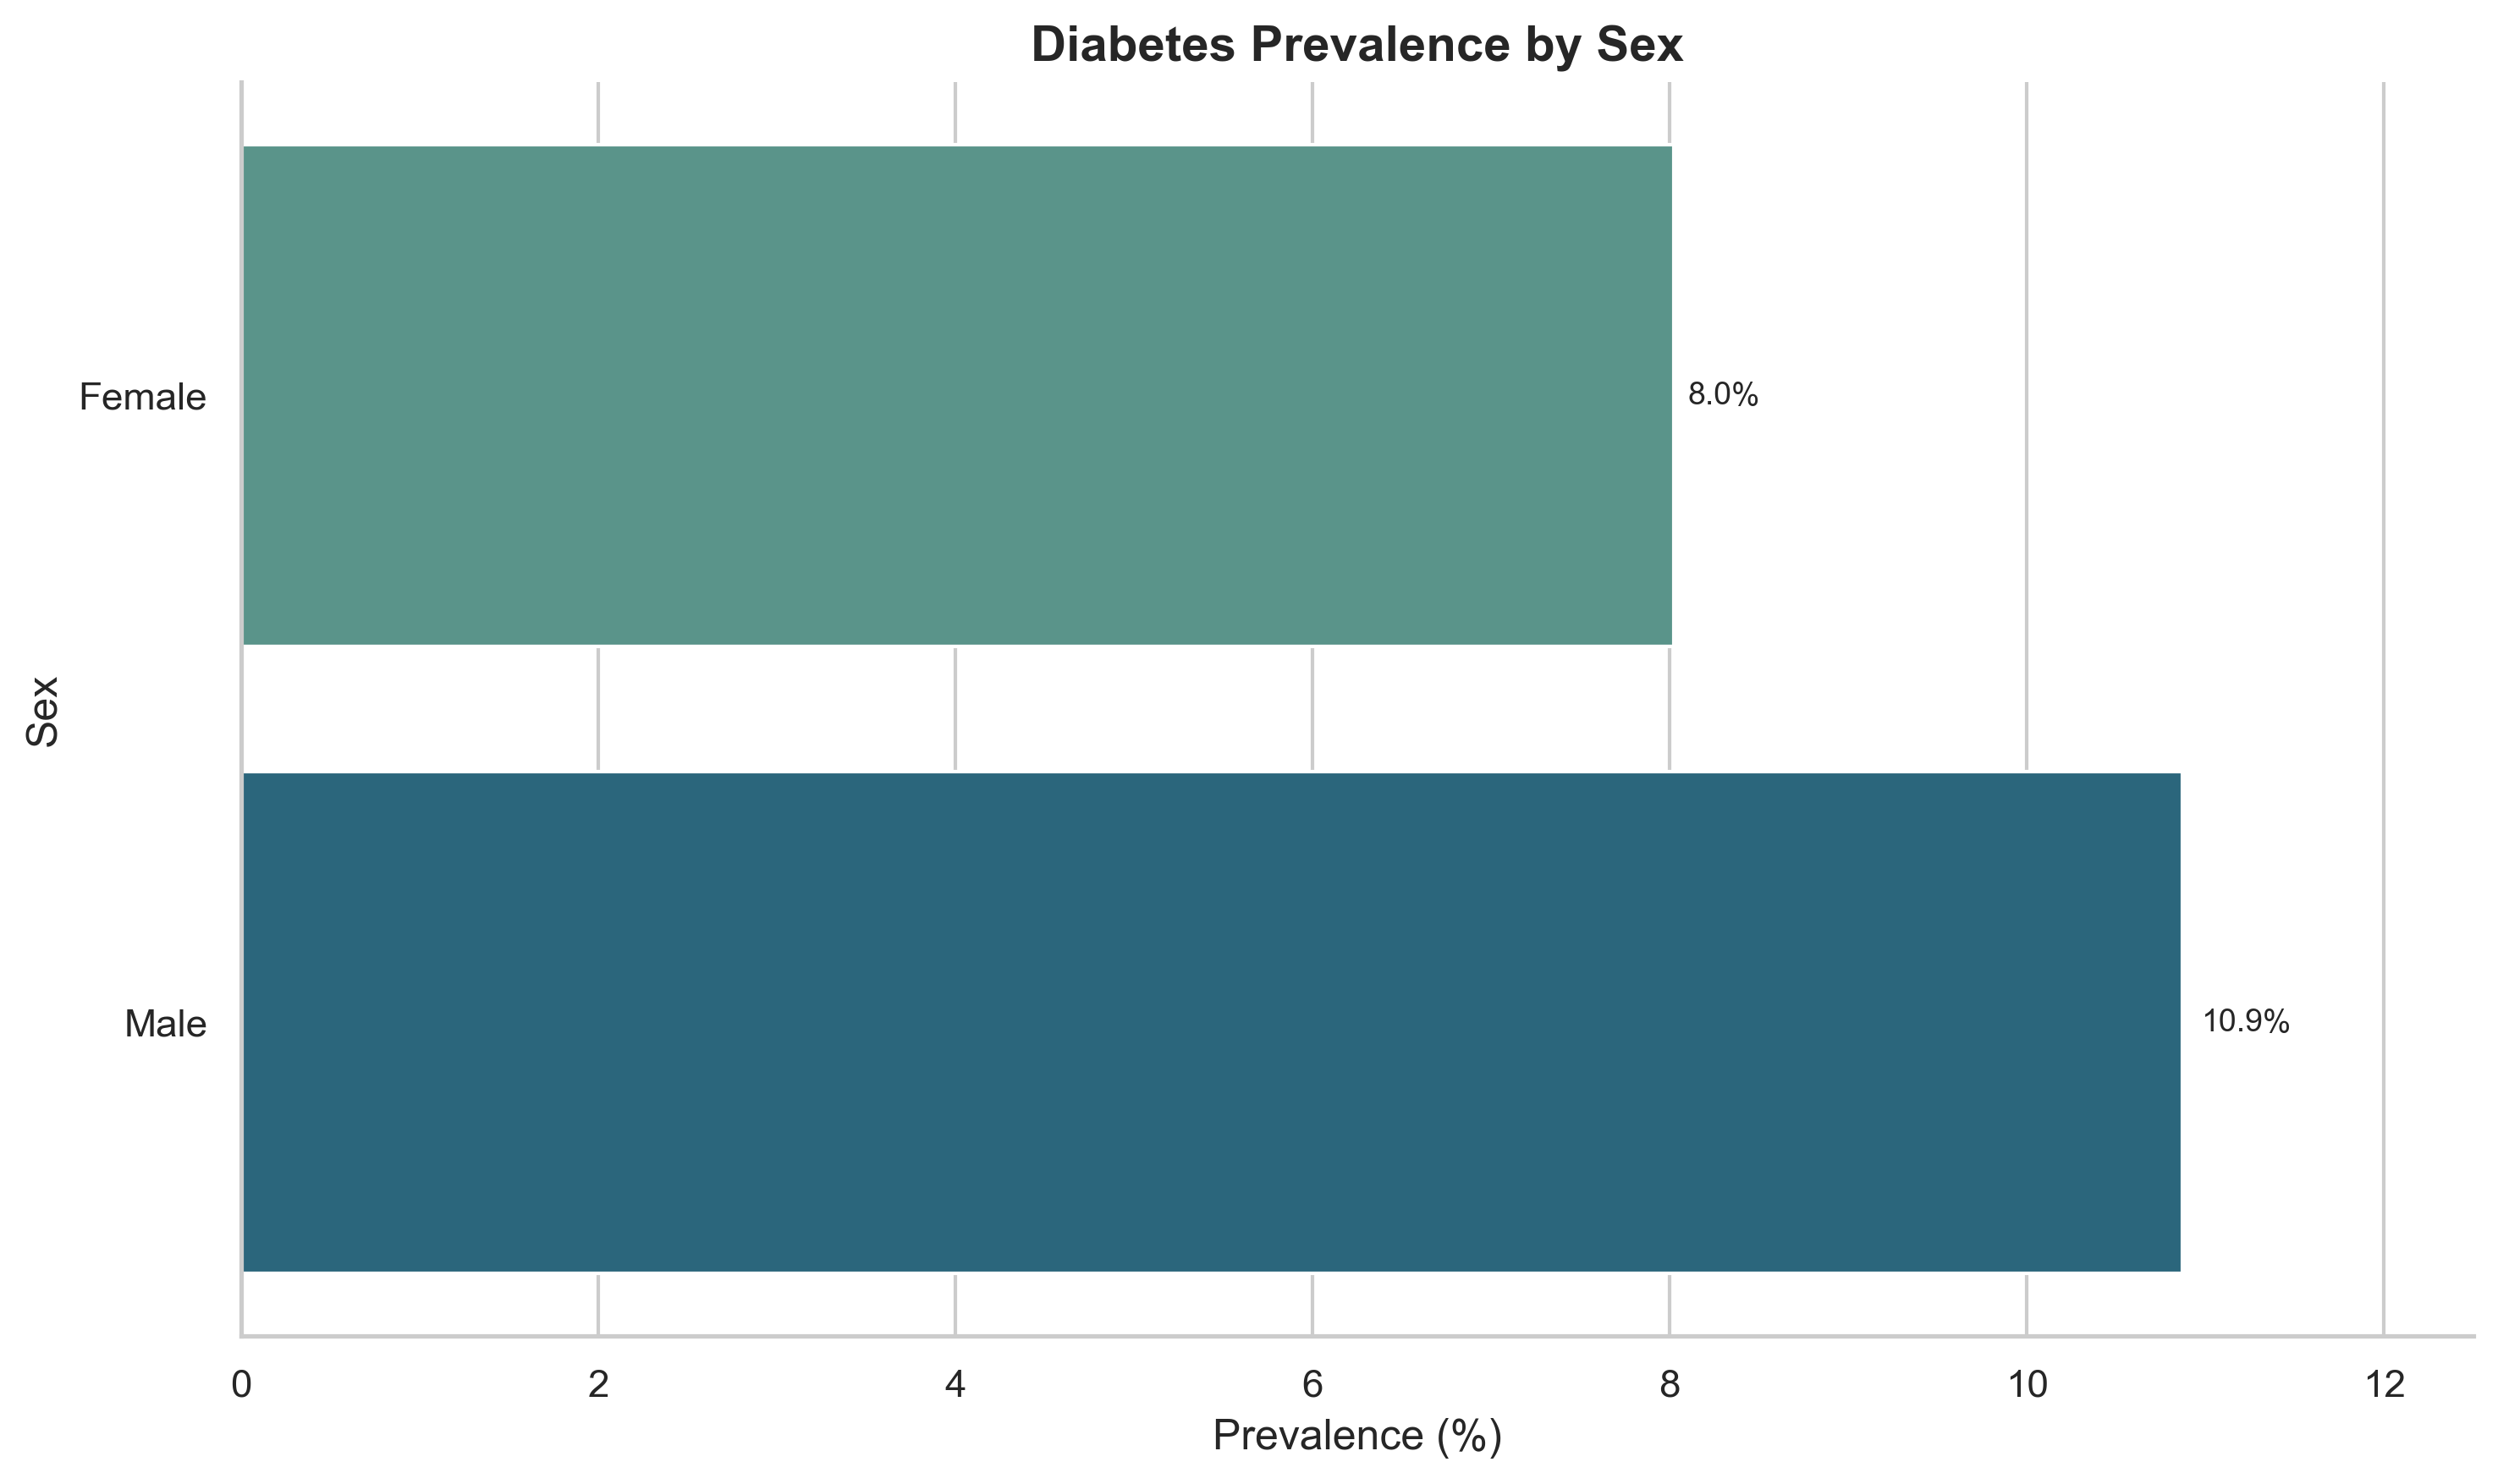 Diabetes Prevalence by Sex
Female
8.0%
Sex
Male
10.9%
0 2 4 6 8 10 12
Prevalence (%)